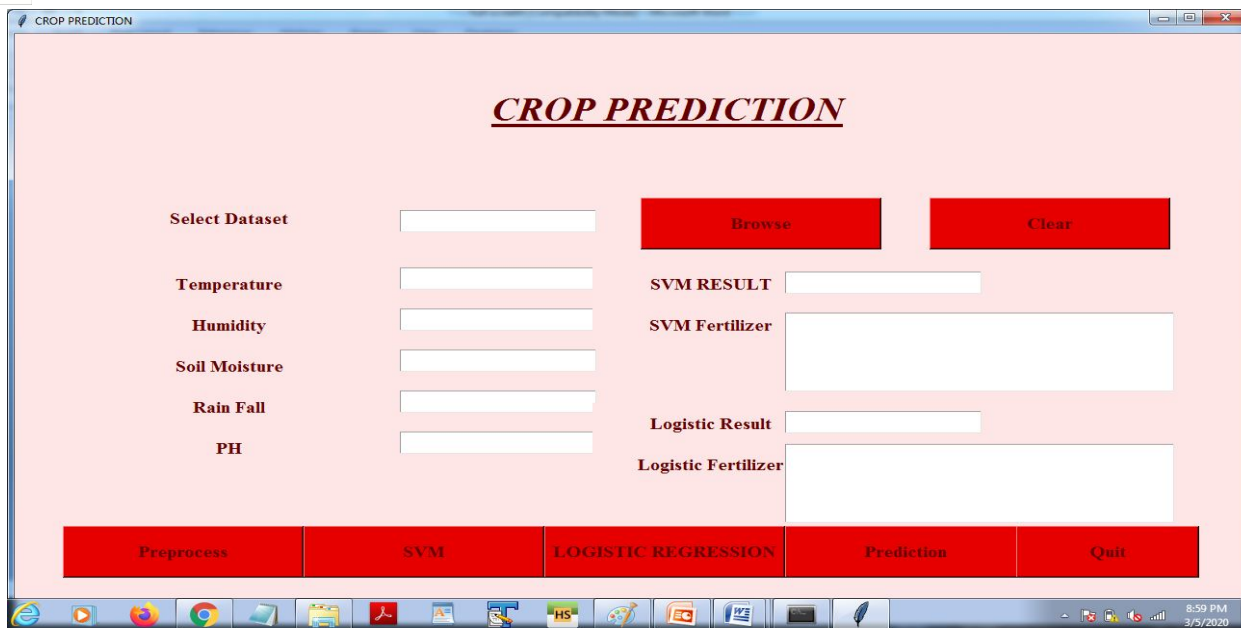 CROP PREDICTION
CROP PREDICTION
Select Dataset
Browse
Clear
Temperature
SVM RESULT
Humidity
SVM Fertilizer
Soil Moisture
Rain Fall
Logistic Result
PH
Logistic Fertilizer
Preprocess
SVM
LOGISTIC REGRESSION
Prediction
Quit
HS
8:59 PM
3/5/2020